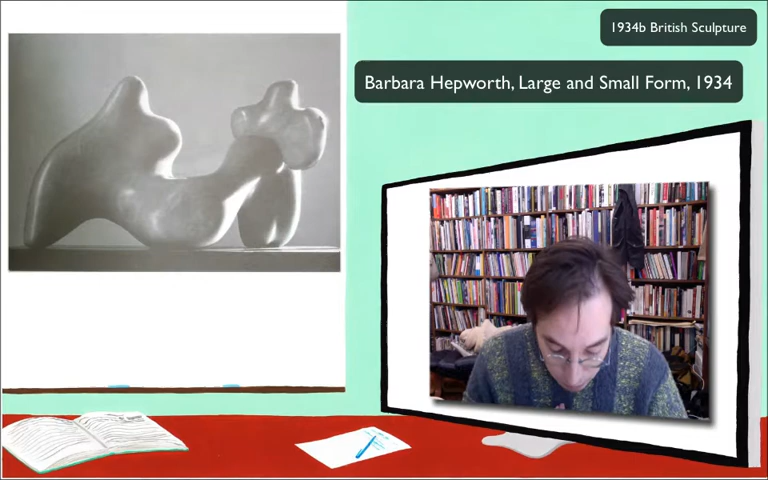 1934b British Sculpture
Barbara Hepworth, Large and Small Form, 1934